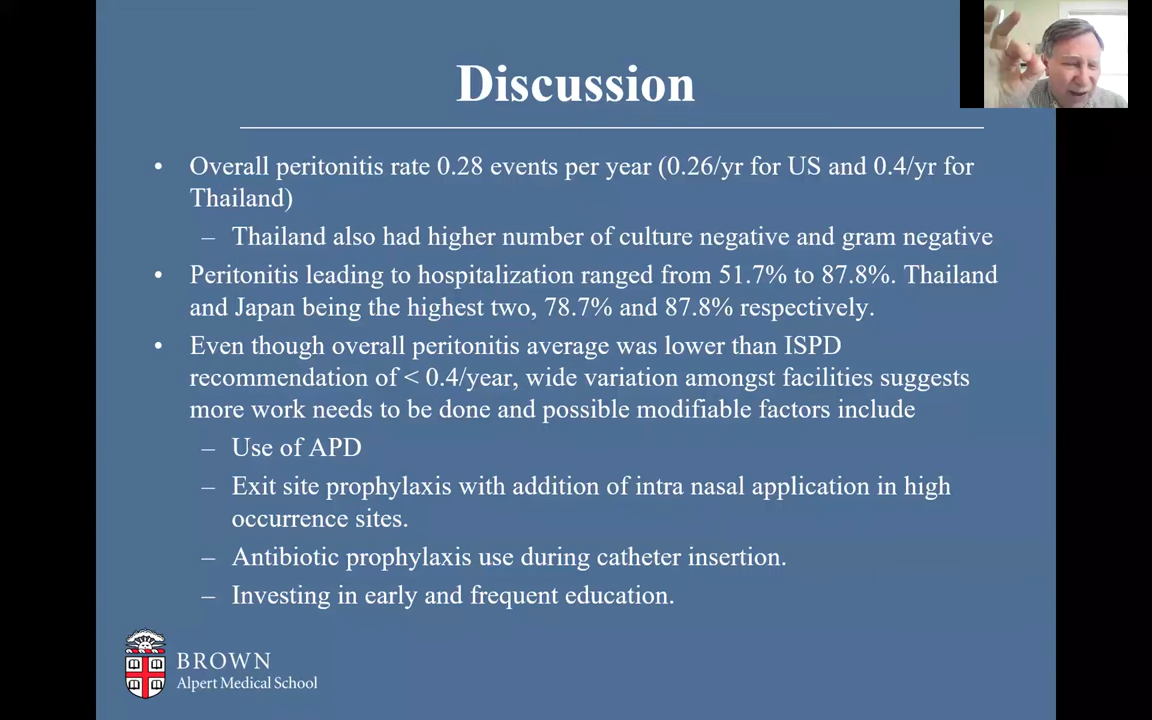 Discussion
• Overall peritonitis rate 0.28 events per year (0.26/yr for US and 0.4/yr for
Thailand)
– Thailand also had higher number of culture negative and gram negative
• Peritonitis leading to hospitalization ranged from 51.7% to 87.8%. Thailand
and Japan being the highest two, 78.7% and 87.8% respectively.
• Even though overall peritonitis average was lower than ISPD
recommendation of < 0.4/year, wide variation amongst facilities suggests
more work needs to be done and possible modifiable factors include
– Use of APD
– Exit site prophylaxis with addition of intra nasal application in high
occurrence sites.
– Antibiotic prophylaxis use during catheter insertion.
– Investing in early and frequent education.
BROWN
Alpert Medical School